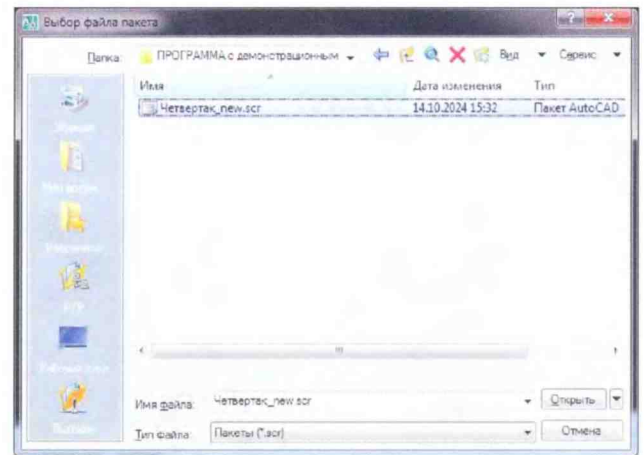 Выбор файла пакета
Папка:
ПРОГРАММА с демонстрационным
Вид
Сервис
Имя
Дата изменения
Тип
Четвертак_new.scr
14.10.2024 15:32
Пакет AutoCAD
FTP
Имя файла:
Четвертак_new.scr
Открыть
Тип файла:
Пакеты (*.scr)
Отмена